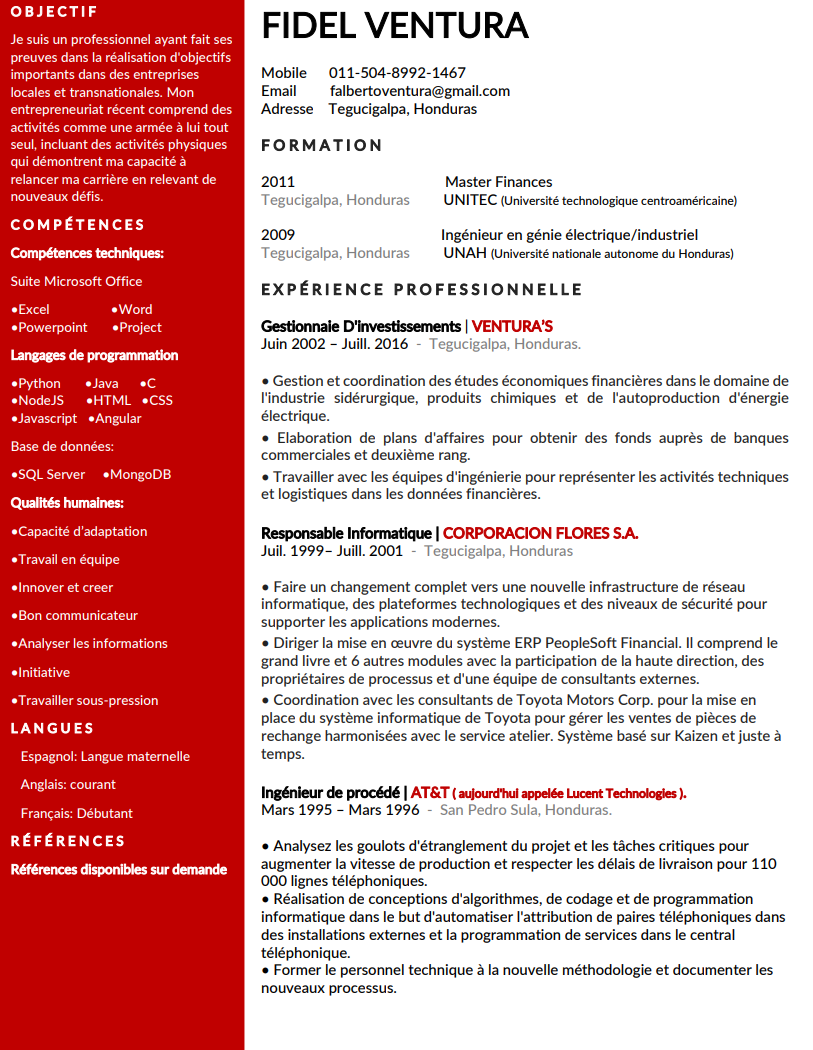 OBJECTIF
Je suis un professionnel ayant fait ses
preuves dans la réalisation d'objectifs
importants dans des entreprises
locales et transnationales. Mon
entrepreneuriat récent comprend des
activités comme une armée à lui tout
seul, incluant des activités physiques
qui démontrent ma capacité à
relancer ma carrière en relevant de
nouveaux défis.
COMPÉTENCES
Compétences techniques:
Suite Microsoft Office
•Excel •Word
•Powerpoint •Project
Langages de programmation
•Python •Java •C
•NodeJS •HTML •CSS
•Javascript •Angular
Base de données:
•SQL Server •MongoDB
Qualités humaines:
•Capacité d'adaptation
•Travail en équipe
•Innover et creer
•Bon communicateur
•Analyser les informations
•Initiative
•Travailler sous-pression
LANGUES
Espagnol: Langue maternelle
Anglais: courant
Français: Débutant
RÉFÉRENCES
Références disponibles sur demande
FIDEL VENTURA
Mobile 011-504-8992-1467
Email falbertoventura@gmail.com
Adresse Tegucigalpa, Honduras
FORMATION
2011 Master Finances
Tegucigalpa, Honduras UNITEC (Université technologique centroaméricaine)
2009 Ingénieur en génie électrique/industriel
Tegucigalpa, Honduras UNAH (Université nationale autonome du Honduras)
EXPÉRIENCE PROFESSIONNELLE
Gestionnaie D'investissements | VENTURA'S
Juin 2002 – Juill. 2016 - Tegucigalpa, Honduras.
• Gestion et coordination des études économiques financières dans le domaine de
l'industrie sidérurgique, produits chimiques et de l'autoproduction d'énergie
électrique.
• Elaboration de plans d'affaires pour obtenir des fonds auprès de banques
commerciales et deuxième rang.
• Travailler avec les équipes d'ingénierie pour représenter les activités techniques
et logistiques dans les données financières.
Responsable Informatique | CORPORACION FLORES S.A.
Juil. 1999– Juill. 2001 - Tegucigalpa, Honduras
• Faire un changement complet vers une nouvelle infrastructure de réseau
informatique, des plateformes technologiques et des niveaux de sécurité pour
supporter les applications modernes.
• Diriger la mise en œuvre du système ERP PeopleSoft Financial. Il comprend le
grand livre et 6 autres modules avec la participation de la haute direction, des
propriétaires de processus et d'une équipe de consultants externes.
• Coordination avec les consultants de Toyota Motors Corp. pour la mise en
place du système informatique de Toyota pour gérer les ventes de pièces de
rechange harmonisées avec le service atelier. Système basé sur Kaizen et juste à
temps.
Ingénieur de procédé | AT&T ( aujourd'hui appelée Lucent Technologies ).
Mars 1995 – Mars 1996 - San Pedro Sula, Honduras.
• Analysez les goulots d'étranglement du projet et les tâches critiques pour
augmenter la vitesse de production et respecter les délais de livraison pour 110
000 lignes téléphoniques.
• Réalisation de conceptions d'algorithmes, de codage et de programmation
informatique dans le but d'automatiser l'attribution de paires téléphoniques dans
des installations externes et la programmation de services dans le central
téléphonique.
• Former le personnel technique à la nouvelle méthodologie et documenter les
nouveaux processus.